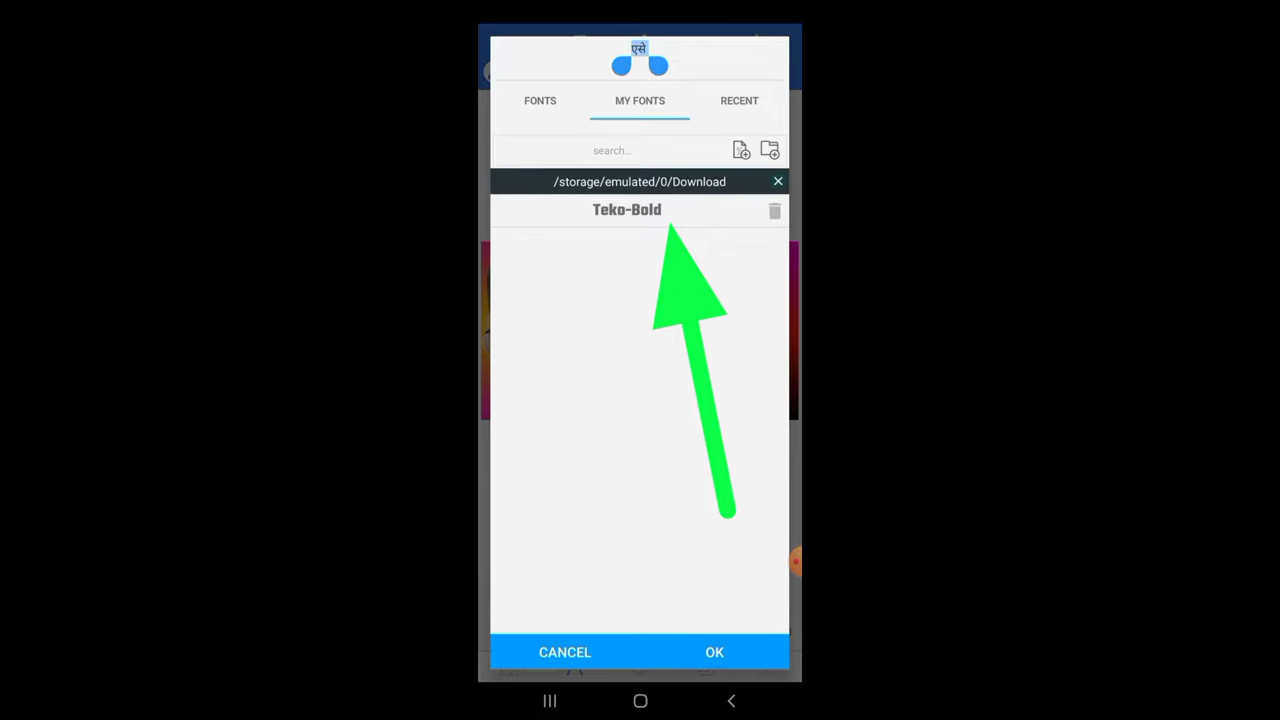 एसे
FONTS MY FONTS RECENT
search...
/storage/emulated/0/Download
Teko-Bold
CANCEL OK